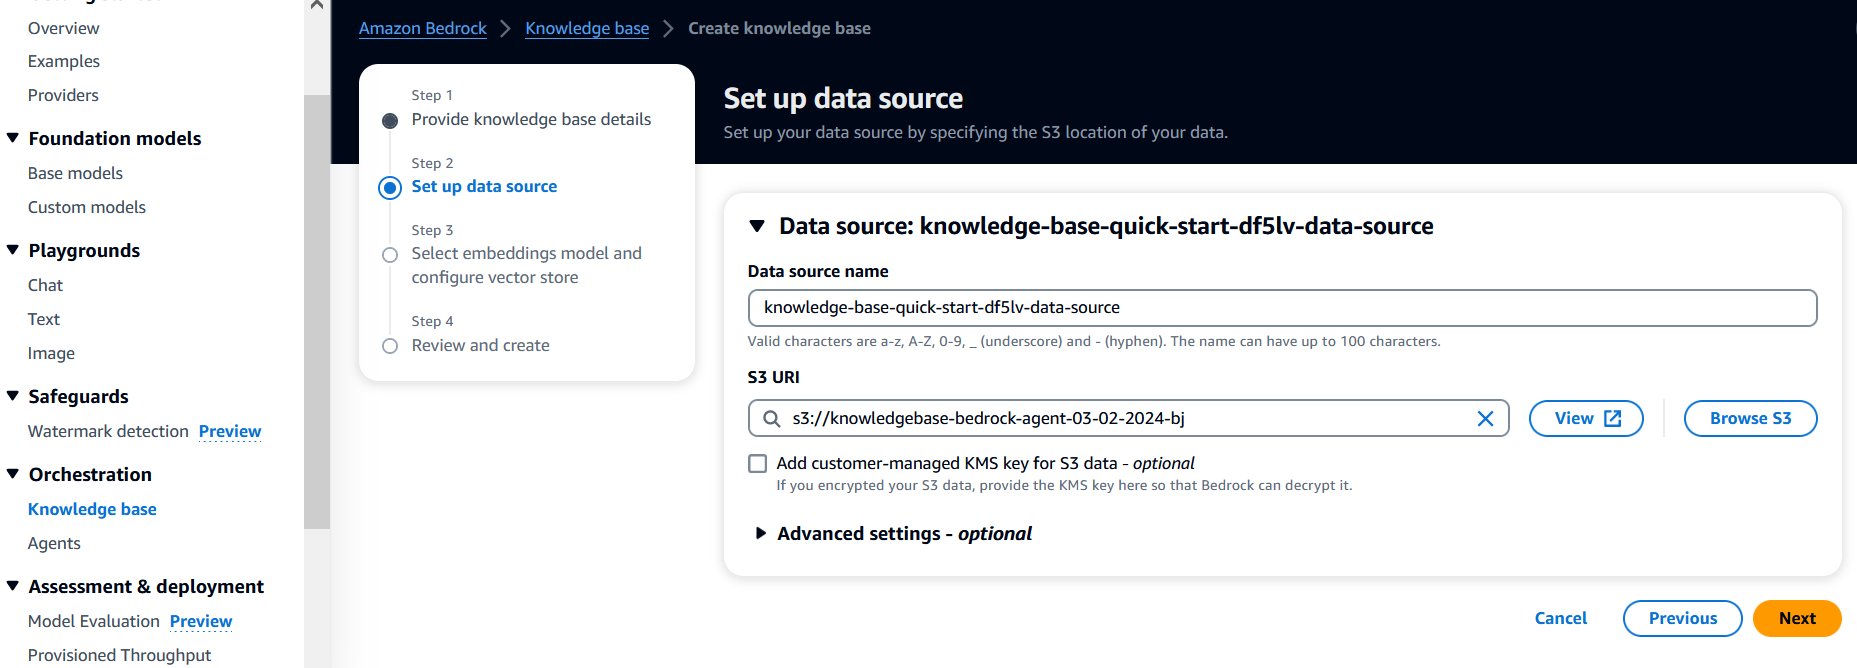 Overview
Examples
Providers
Foundation models
Base models
Custom models
Playgrounds
Chat
Text
Image
Safeguards
Watermark detection Preview
Orchestration
Knowledge base
Agents
Assessment & deployment
Model Evaluation Preview
Provisioned Throughput
Amazon Bedrock > Knowledge base > Create knowledge base
Step 1
Provide knowledge base details
Step 2
Set up data source
Step 3
Select embeddings model and
configure vector store
Step 4
Review and create
Set up data source
Set up your data source by specifying the S3 location of your data.
Data source: knowledge-base-quick-start-df5lv-data-source
Data source name
knowledge-base-quick-start-df5lv-data-source
Valid characters are a-z, A-Z, 0-9, _ (underscore) and - (hyphen). The name can have up to 100 characters.
S3 URI
s3://knowledgebase-bedrock-agent-03-02-2024-bj
View
Browse S3
Add customer-managed KMS key for S3 data - optional
If you encrypted your S3 data, provide the KMS key here so that Bedrock can decrypt it.
Advanced settings - optional
Cancel
Previous
Next